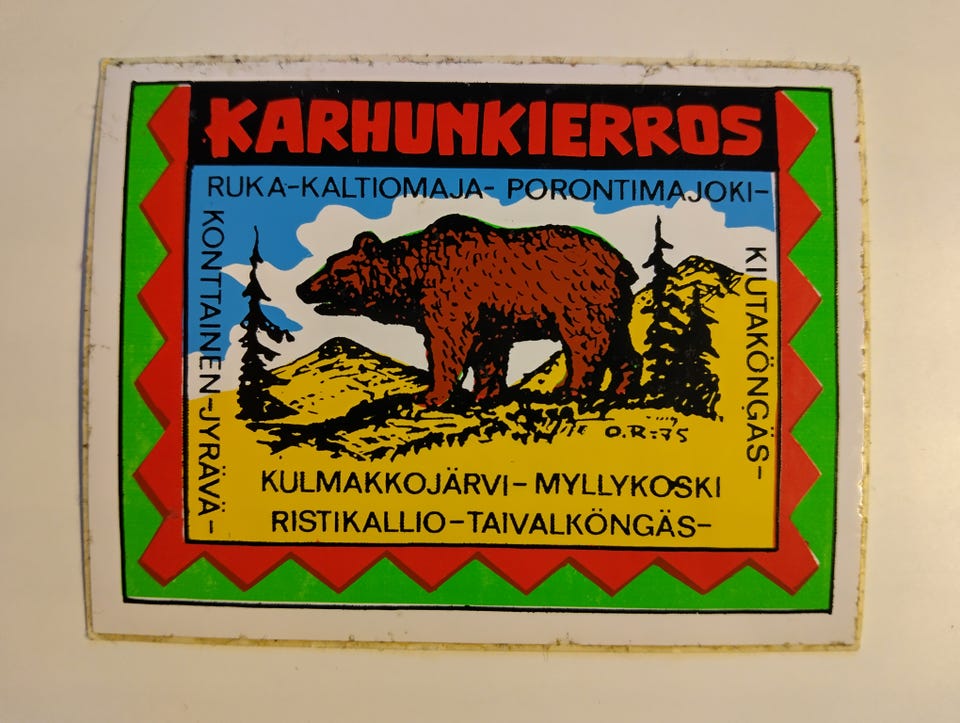 KARHUNKIERROS
RUKA-KALTIOMAJA- PORONTIMAJOKI-
KIUTAKÖNGÄS-
KONTTAINEN-JYRÄVÄ-
O.R-75
KULMAKKOJÄRVI-MYLLYKOSKI
RISTIKALLIO-TAIVALKÖNGÄS-